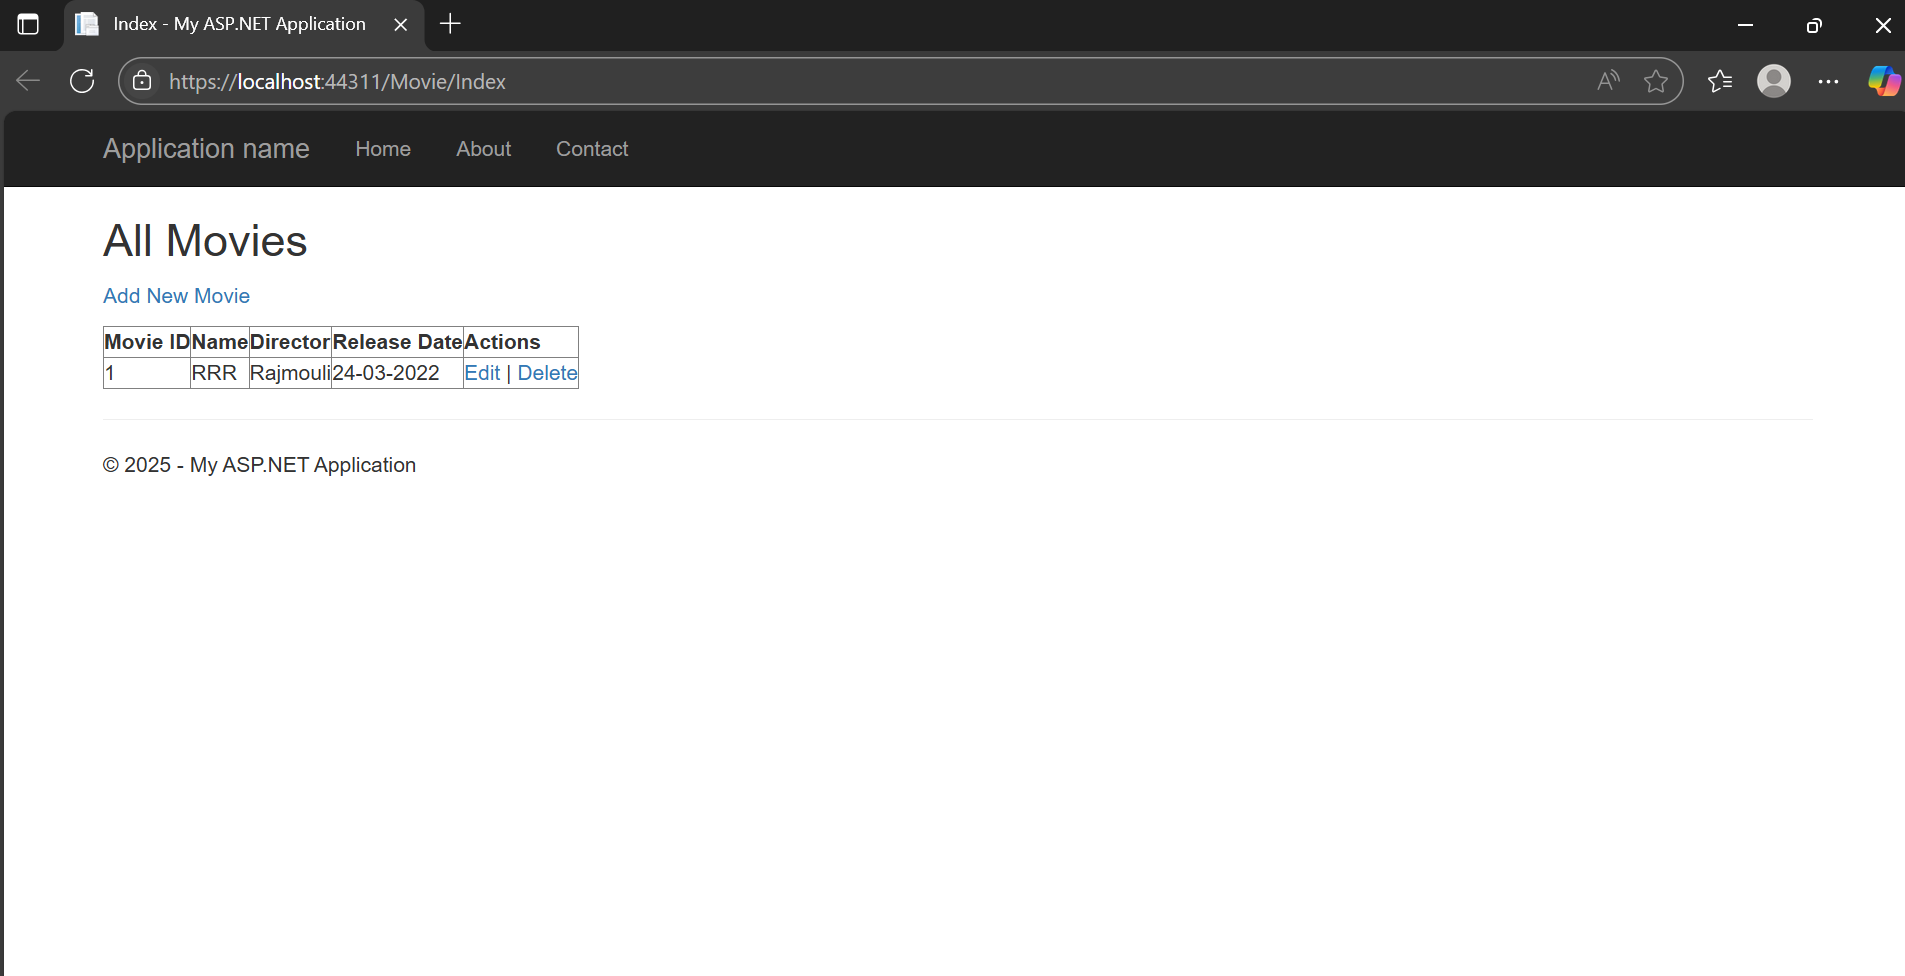 Index - My ASP.NET Application
https://localhost:44311/Movie/Index
Application name Home About Contact
All Movies
Add New Movie
Movie ID Name Director Release Date Actions
1 RRR Rajmouli 24-03-2022 Edit | Delete
© 2025 - My ASP.NET Application